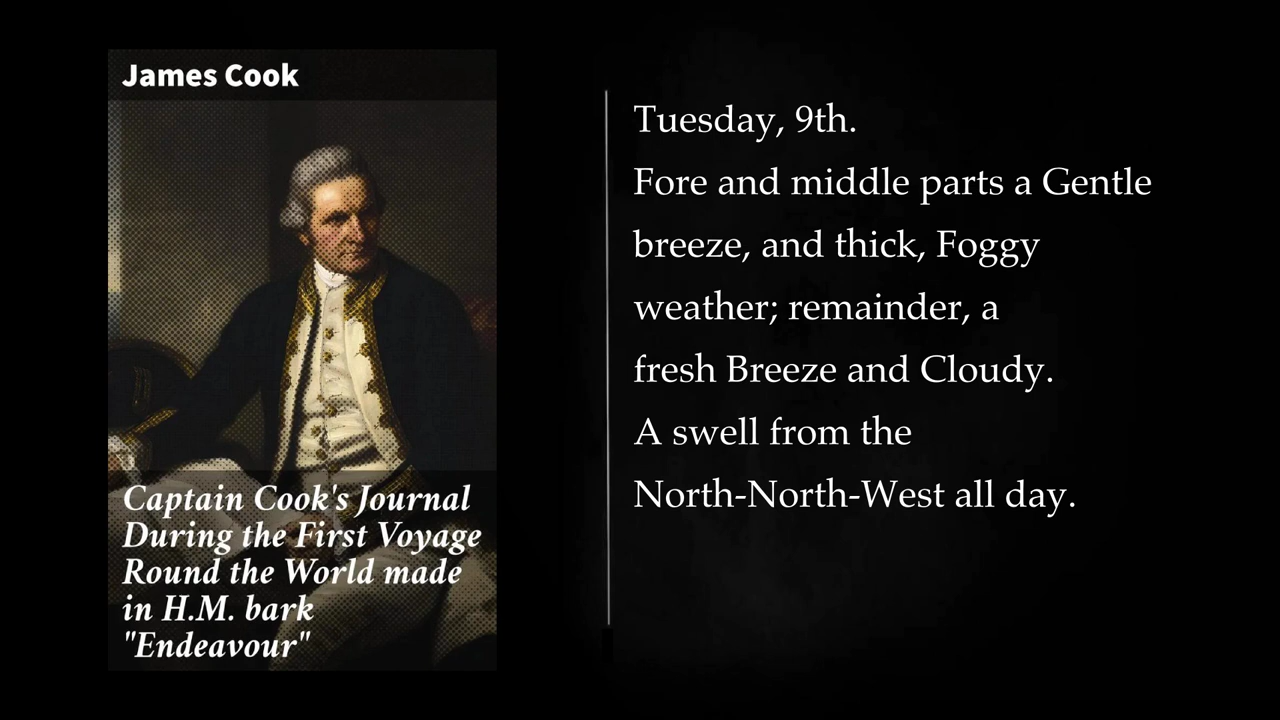 James Cook
Captain Cook's Journal
During the First Voyage
Round the World made
in H.M. bark
"Endeavour"
Tuesday, 9th.
Fore and middle parts a Gentle
breeze, and thick, Foggy
weather; remainder, a
fresh Breeze and Cloudy.
A swell from the
North-North-West all day.